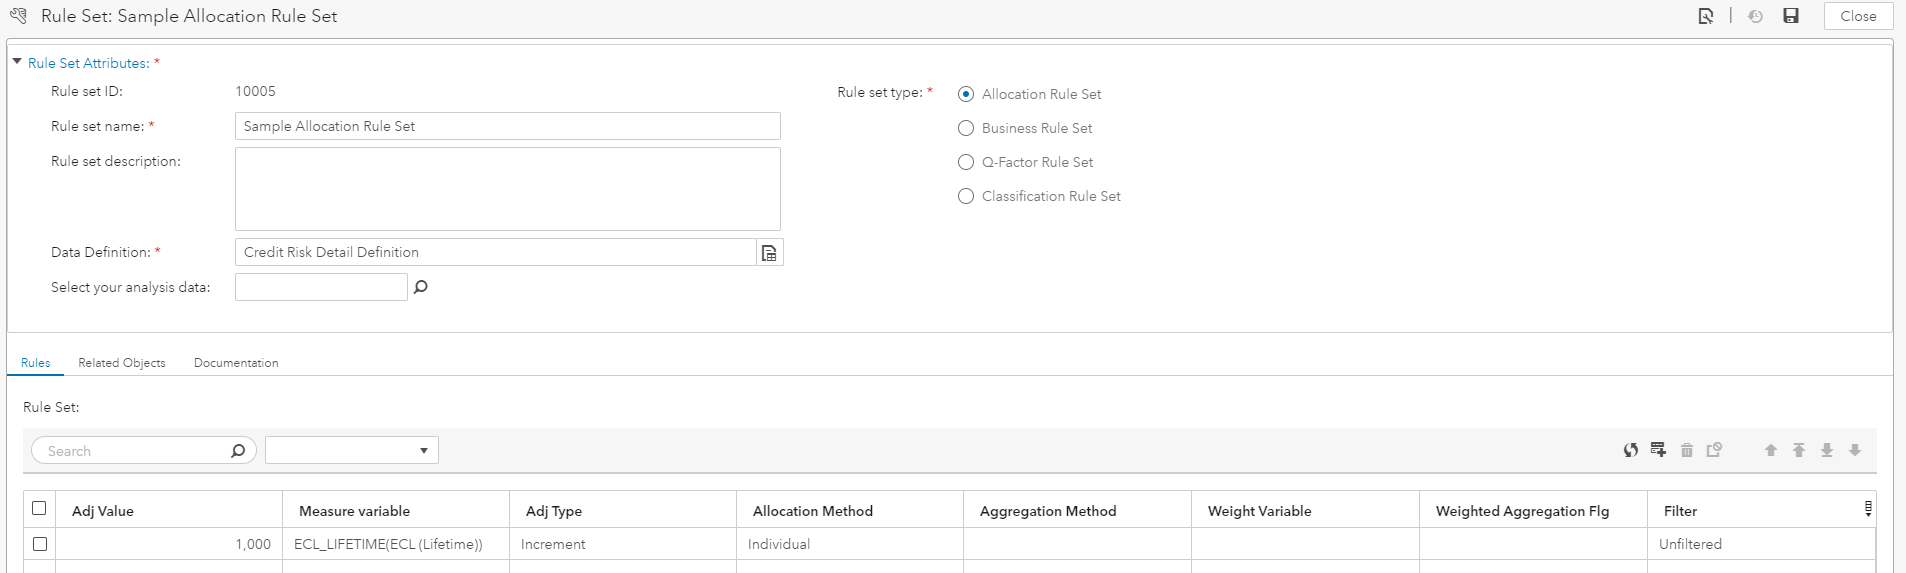 Rule Set: Sample Allocation Rule Set
Close
Rule Set Attributes: *
Rule set ID: 10005
Rule set type: *
Allocation Rule Set
Rule set name: * Sample Allocation Rule Set
Business Rule Set
Rule set description:
Q-Factor Rule Set
Classification Rule Set
Data Definition: * Credit Risk Detail Definition
Select your analysis data:
Rules Related Objects Documentation
Rule Set:
Search
Adj Value Measure variable Adj Type Allocation Method Aggregation Method Weight Variable Weighted Aggregation Flg Filter
1,000 ECL_LIFETIME(ECL (Lifetime)) Increment Individual Unfiltered